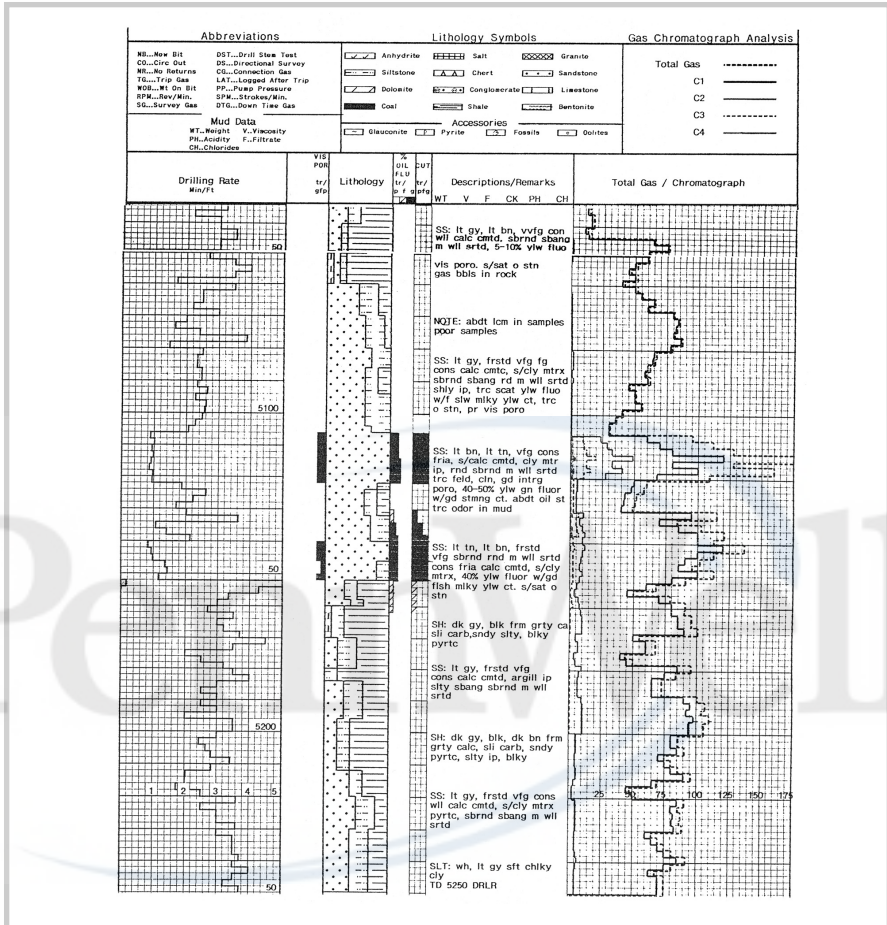 Abbreviations
NB...New Bit
CO...Circ Out
NR...No Returns
TG....Trip Gas
WOB...Wt On Bit
RPM...Rev/Min.
SG...Survey Gas
DST...Drill Stem Test
DS...Directional Survey
CG...Connection Gas
LAT...Logged After Trip
PP...Pump Pressure
SPM...Strokes/Min.
DTG...Down Time Gas
Mud Data
WT..Weight V..Viscosity
PH..Acidity F..Filtrate
CH..Chlorides
Lithology Symbols
Anhydrite Salt Granite
Siltstone Chert Sandstone
Dolomite Conglomerate Limestone
Coal Shale Bentonite
Accessories
Glauconite Pyrite Fossils Oolites
Gas Chromatograph Analysis
Total Gas
C1
C2
C3
C4
Drilling Rate
Min/Ft
VIS
POR
tr/
gfp
Lithology
%
OIL
FLU
tr/
p f g
CUT
tr/
pfg
Descriptions/Remarks
WT V F CK PH CH
Total Gas / Chromatograph
50
SS: lt gy, lt bn, vvfg con
wll calc cmtd, sbrnd sbang
m wll srtd, 5-10% ylw fluo
vis poro. s/sat o stn
gas bbls in rock
NOTE: abdt lcm in samples
ppor samples
SS: lt gy, frstd vfg fg
cons calc cmtc, s/cly mtrx
sbrnd sbang rd m wll srtd
shly ip, trc scat ylw fluo
w/f slw mlky ylw ct, trc
o stn, pr vis poro
5100
SS: lt bn, lt tn, vfg cons
fria, s/calc cmtd, cly mtr
ip, rnd sbrnd m wll srtd
trc feld, cln, gd intrg
poro, 40-50% ylw gn fluor
w/gd stmng ct. abdt oil st
trc odor in mud
SS: lt tn, lt bn, frstd
vfg sbrnd rnd m wll srtd
cons fria calc cmtd, s/cly
mtrx, 40% ylw fluor w/gd
flsh mlky ylw ct. s/sat o
stn
50
SH: dk gy, blk frm grty ca
sli carb,sndy slty, blky
pyrtc
SS: lt gy, frstd vfg
cons calc cmtd, argill ip
slty sbang sbrnd m wll
srtd
5200
SH: dk gy, blk, dk bn frm
grty calc, sli carb, sndy
pyrtc, slty ip, blky
1 2 3 4 5
SS: lt gy, frstd vfg cons
wll calc cmtd, s/cly mtrx
pyrtc, sbrnd sbang m wll
srtd
25 50 75 100 125 150 175
SLT: wh, lt gy sft chlky
cly
TD 5250 DRLR
50
PennWell